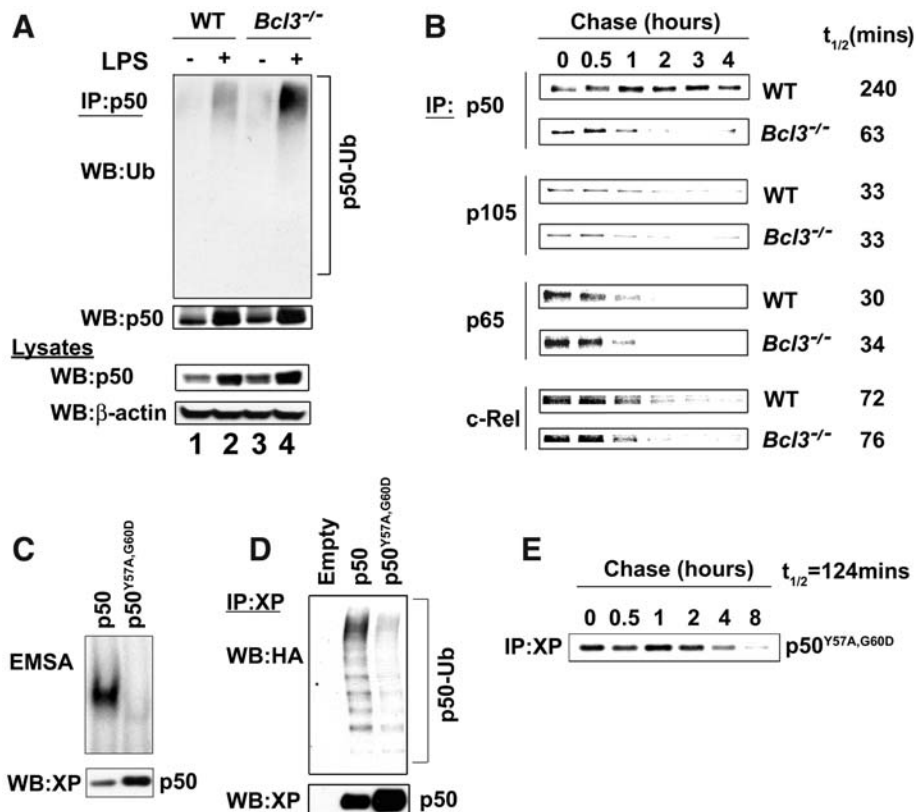 A
WT Bcl3-/-
LPS - + - +
IP:p50
WB:Ub
p50-Ub
WB:p50
Lysates
WB:p50
WB:β-actin
1 2 3 4
B
Chase (hours)
t1/2(mins)
0 0.5 1 2 3 4
IP: p50
WT 240
Bcl3-/- 63
p105
WT 33
Bcl3-/- 33
p65
WT 30
Bcl3-/- 34
c-Rel
WT 72
Bcl3-/- 76
C
p50
p50Y57A,G60D
EMSA
WB:XP p50
D
Empty
p50
p50Y57A,G60D
IP:XP
WB:HA
p50-Ub
WB:XP p50
E
Chase (hours) t1/2=124mins
0 0.5 1 2 4 8
IP:XP p50Y57A,G60D